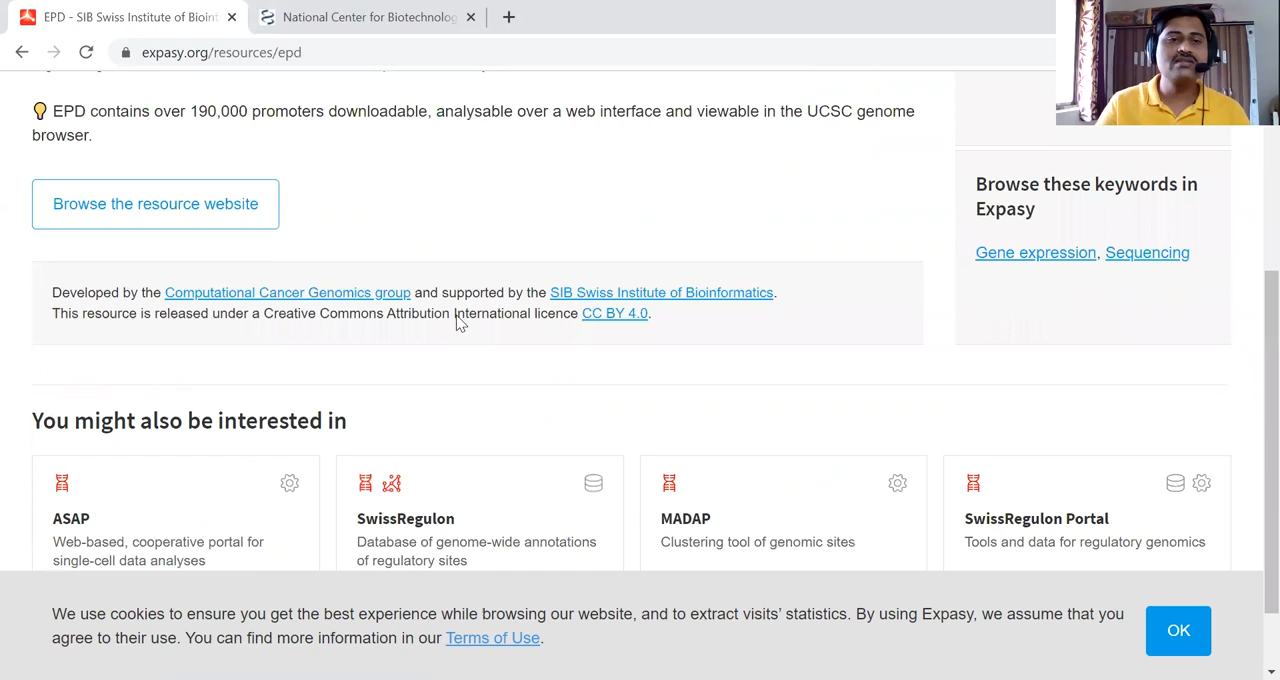 EPD - SIB Swiss Institute of Bioin
National Center for Biotechnolog
expasy.org/resources/epd
EPD contains over 190,000 promoters downloadable, analysable over a web interface and viewable in the UCSC genome
browser.
Browse the resource website
Browse these keywords in
Expasy
Gene expression, Sequencing
Developed by the Computational Cancer Genomics group and supported by the SIB Swiss Institute of Bioinformatics.
This resource is released under a Creative Commons Attribution International licence CC BY 4.0.
You might also be interested in
ASAP
Web-based, cooperative portal for
single-cell data analyses
SwissRegulon
Database of genome-wide annotations
of regulatory sites
MADAP
Clustering tool of genomic sites
SwissRegulon Portal
Tools and data for regulatory genomics
We use cookies to ensure you get the best experience while browsing our website, and to extract visits' statistics. By using Expasy, we assume that you
agree to their use. You can find more information in our Terms of Use.
OK